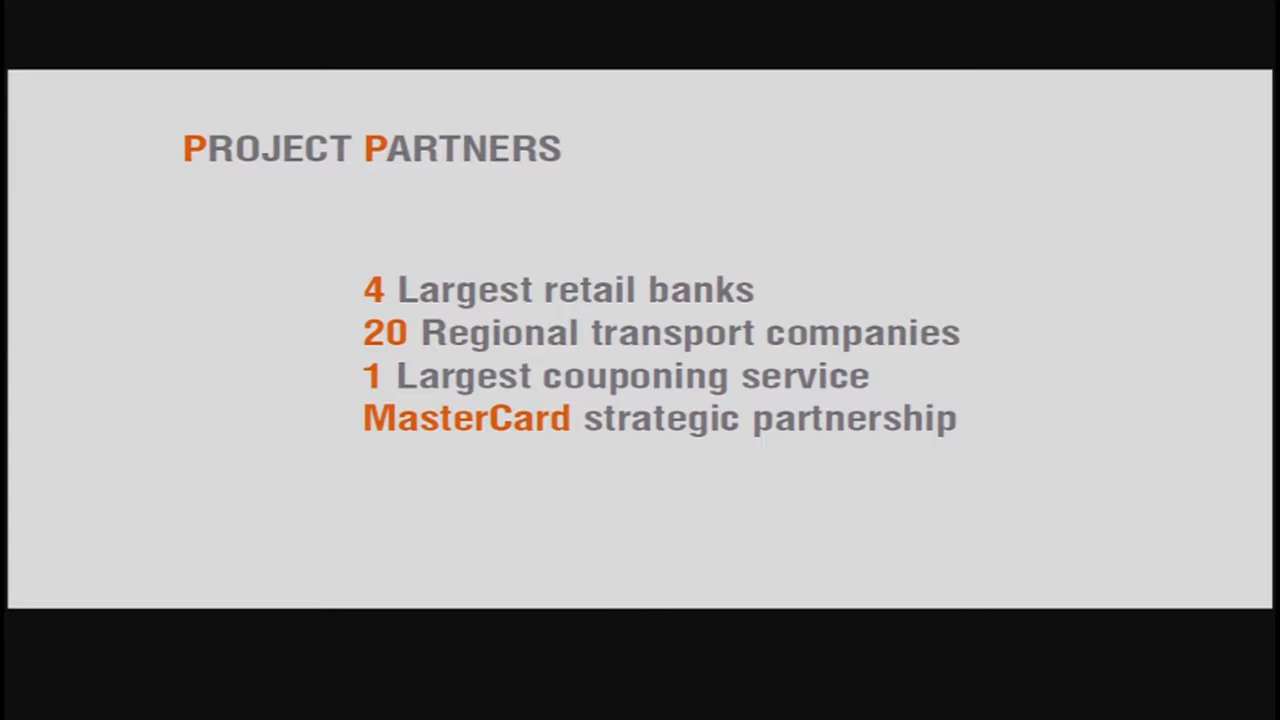 PROJECT PARTNERS
4 Largest retail banks
20 Regional transport companies
1 Largest couponing service
MasterCard strategic partnership